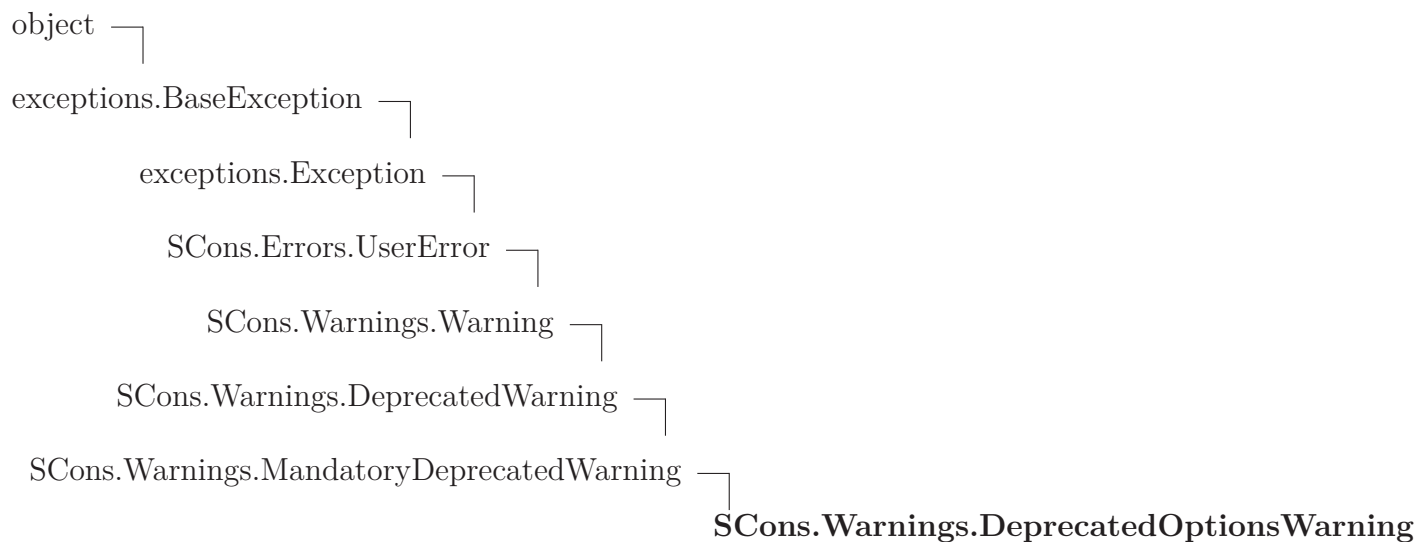 object
exceptions.BaseException
exceptions.Exception
SCons.Errors.UserError
SCons.Warnings.Warning
SCons.Warnings.DeprecatedWarning
SCons.Warnings.MandatoryDeprecatedWarning
SCons.Warnings.DeprecatedOptionsWarning